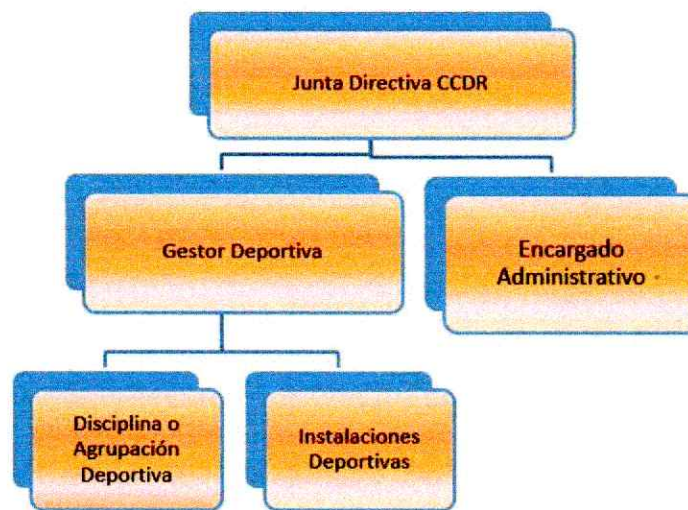 Junta Directiva CCDR
Gestor Deportiva
Encargado
Administrativo
Disciplina o
Agrupación
Deportiva
Instalaciones
Deportivas